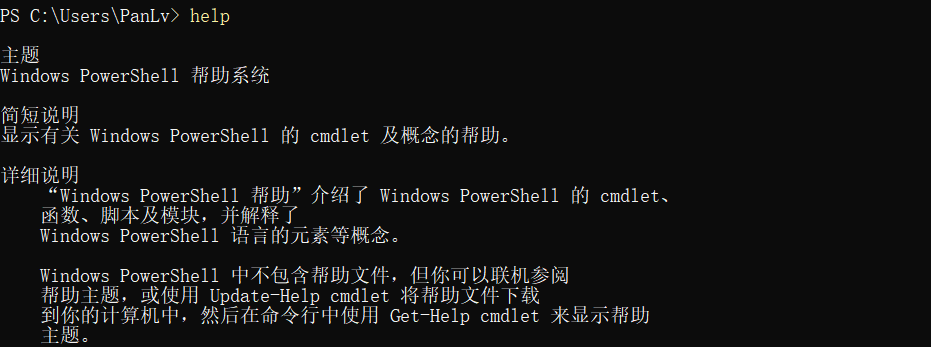 PS C:\Users\PanLv> help
主题
Windows PowerShell 帮助系统
简短说明
显示有关 Windows PowerShell 的 cmdlet 及概念的帮助。
详细说明
“Windows PowerShell 帮助”介绍了 Windows PowerShell 的 cmdlet、
函数、脚本及模块，并解释了
Windows PowerShell 语言的元素等概念。
Windows PowerShell 中不包含帮助文件，但你可以联机参阅
帮助主题，或使用 Update-Help cmdlet 将帮助文件下载
到你的计算机中，然后在命令行中使用 Get-Help cmdlet 来显示帮助
主题。